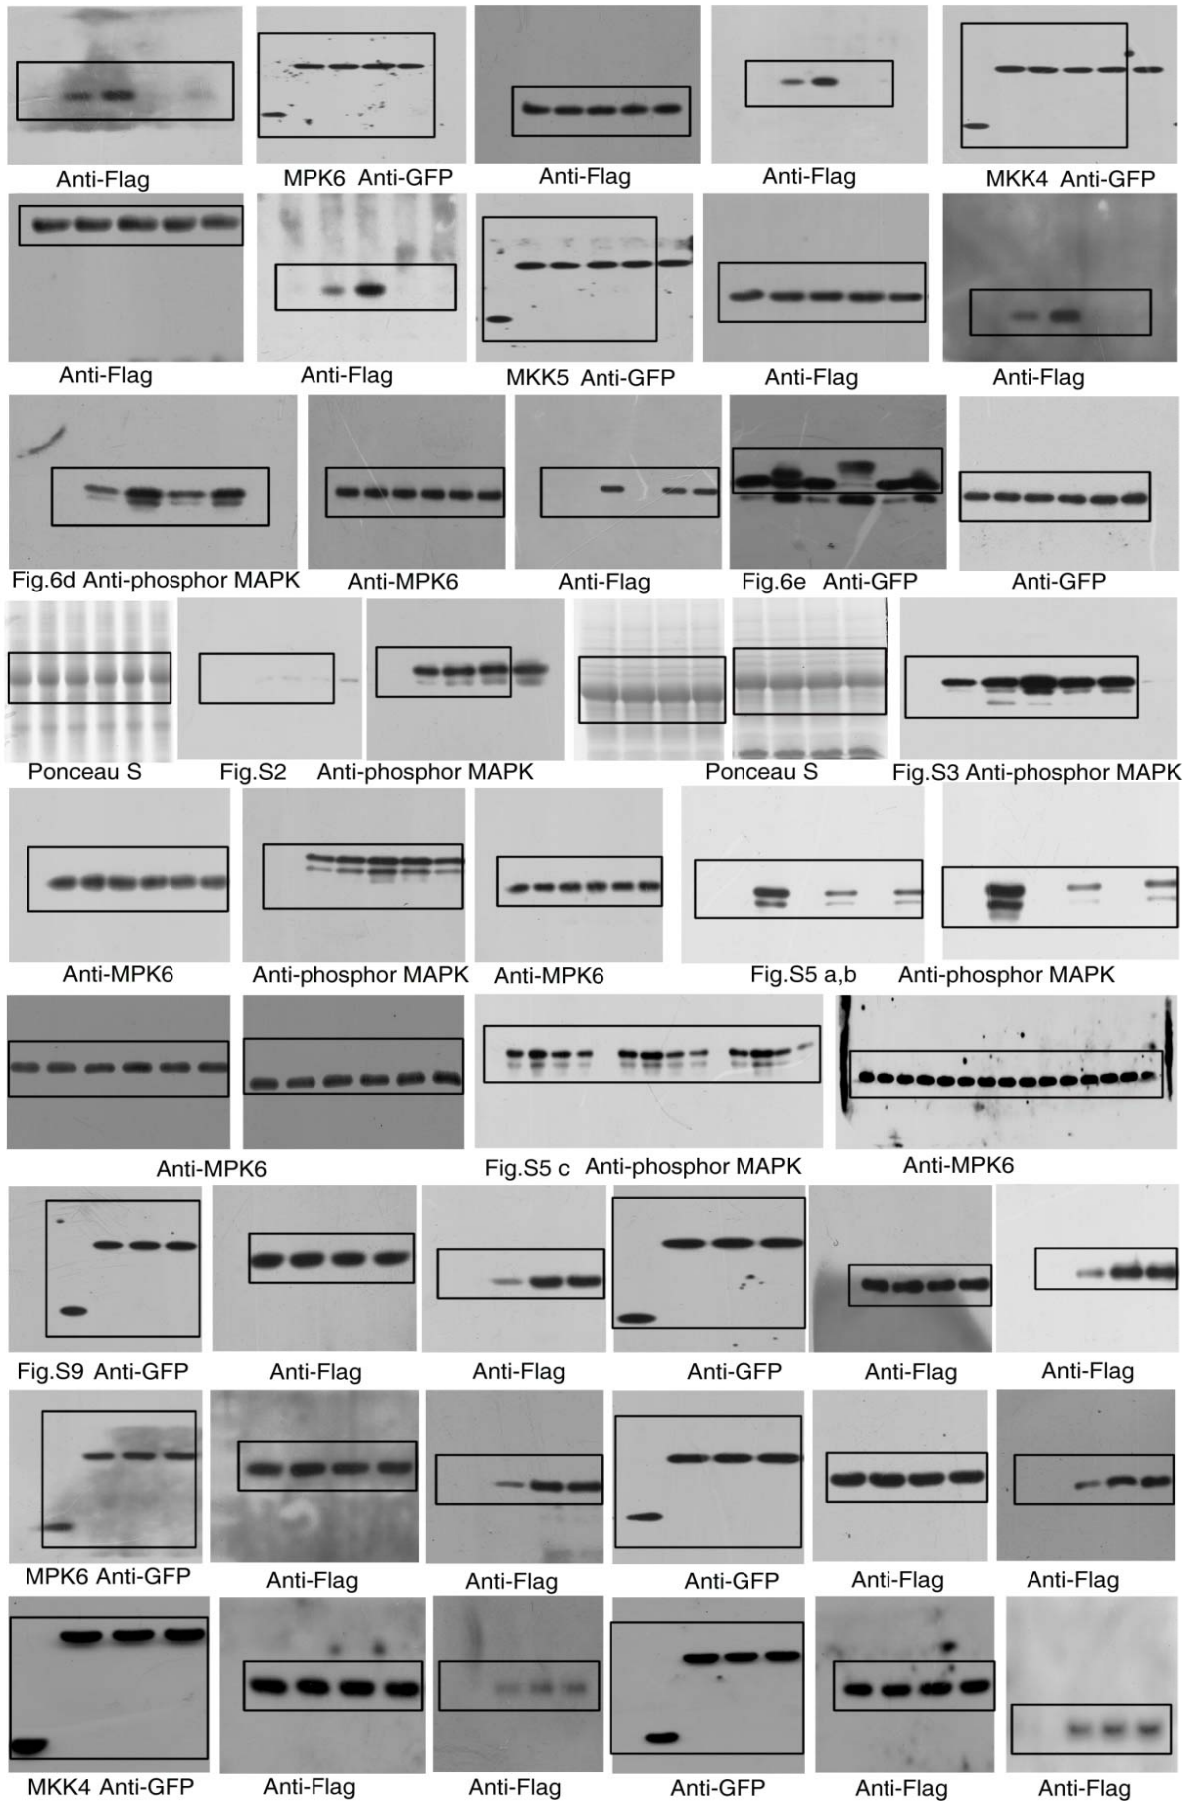 Anti-Flag MPK6 Anti-GFP Anti-Flag Anti-Flag MKK4 Anti-GFP
Anti-Flag Anti-Flag MKK5 Anti-GFP Anti-Flag Anti-Flag
Fig.6d Anti-phosphor MAPK Anti-MPK6 Anti-Flag Fig.6e Anti-GFP Anti-GFP
Ponceau S Fig.S2 Anti-phosphor MAPK Ponceau S Fig.S3 Anti-phosphor MAPK
Anti-MPK6 Anti-phosphor MAPK Anti-MPK6 Fig.S5 a,b Anti-phosphor MAPK
Anti-MPK6 Fig.S5 c Anti-phosphor MAPK Anti-MPK6
Fig.S9 Anti-GFP Anti-Flag Anti-Flag Anti-GFP Anti-Flag Anti-Flag
MPK6 Anti-GFP Anti-Flag Anti-Flag Anti-GFP Anti-Flag Anti-Flag
MKK4 Anti-GFP Anti-Flag Anti-Flag Anti-GFP Anti-Flag Anti-Flag